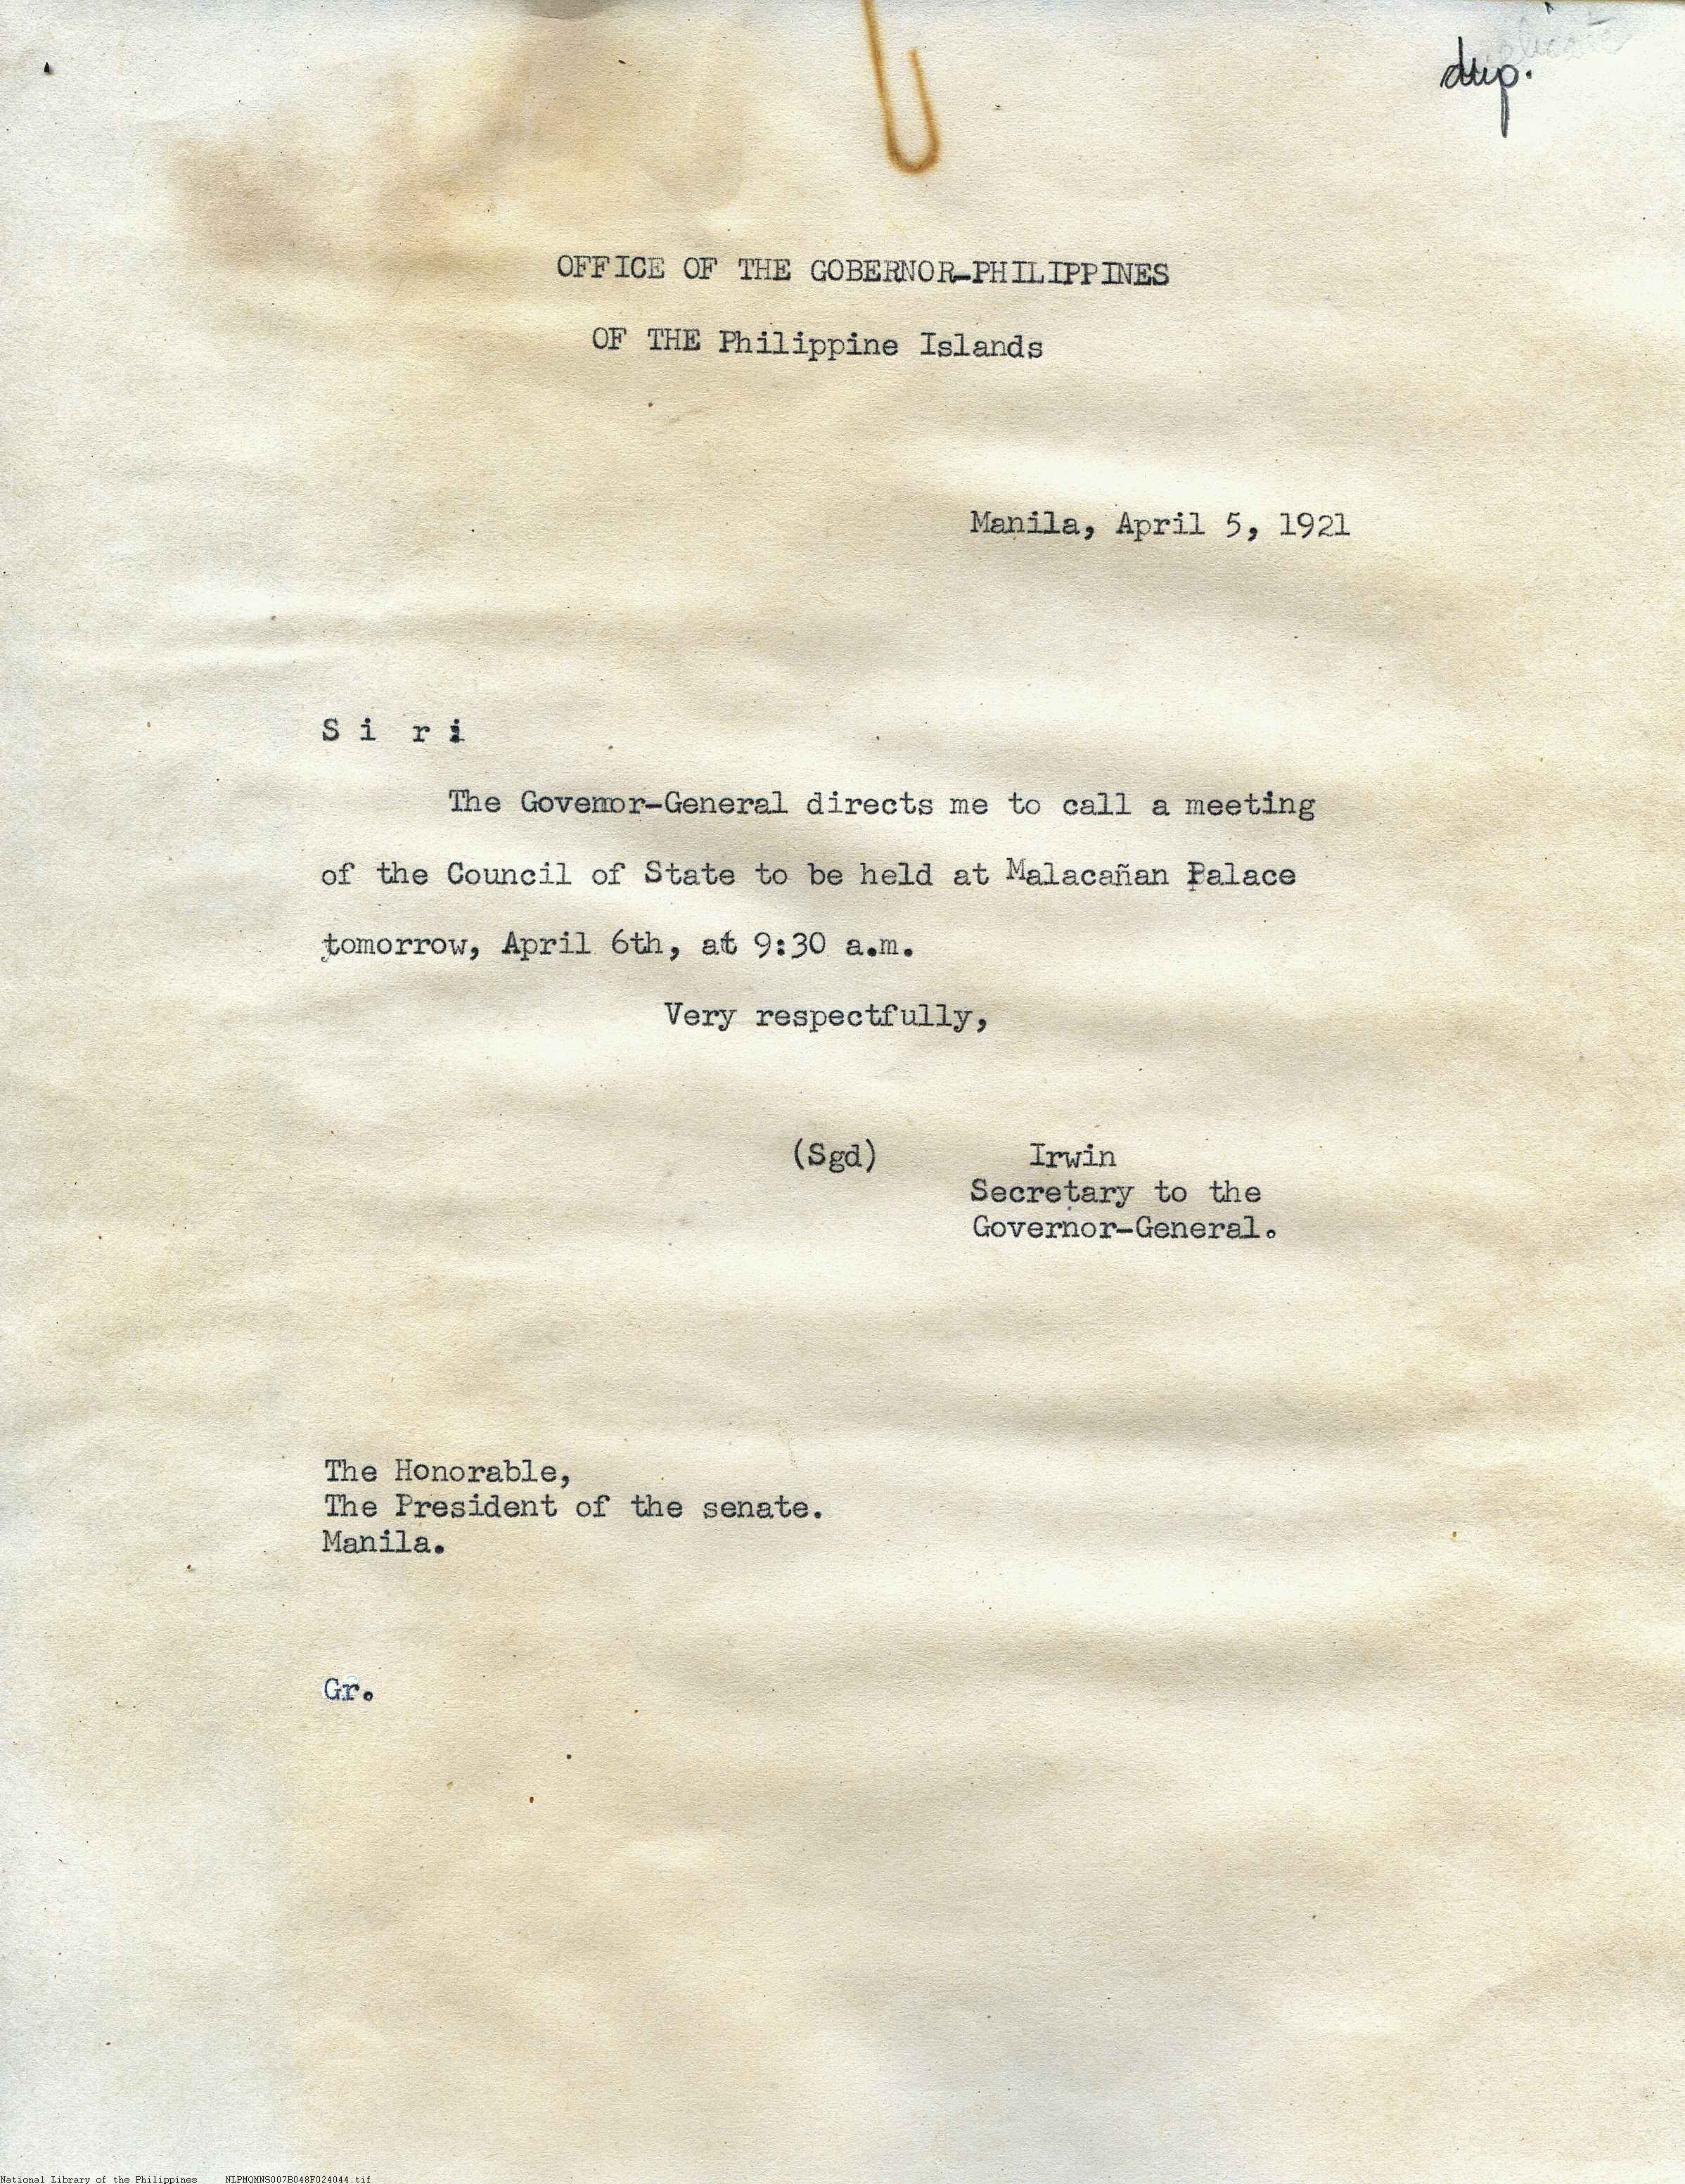 dup.
duplicate
OFFICE OF THE GOBERNOR-PHILIPPINES
OF THE Philippine Islands
Manila, April 5, 1921
S i r :
The Governor-General directs me to call a meeting
of the Council of State to be held at Malacañan Palace
tomorrow, April 6th, at 9:30 a.m.
Very respectfully,
(Sgd) Irwin
Secretary to the
Governor-General.
The Honorable,
The President of the senate.
Manila.
Gr.
National Library of the Philippines NLPMQMNS007B048F024044.tif